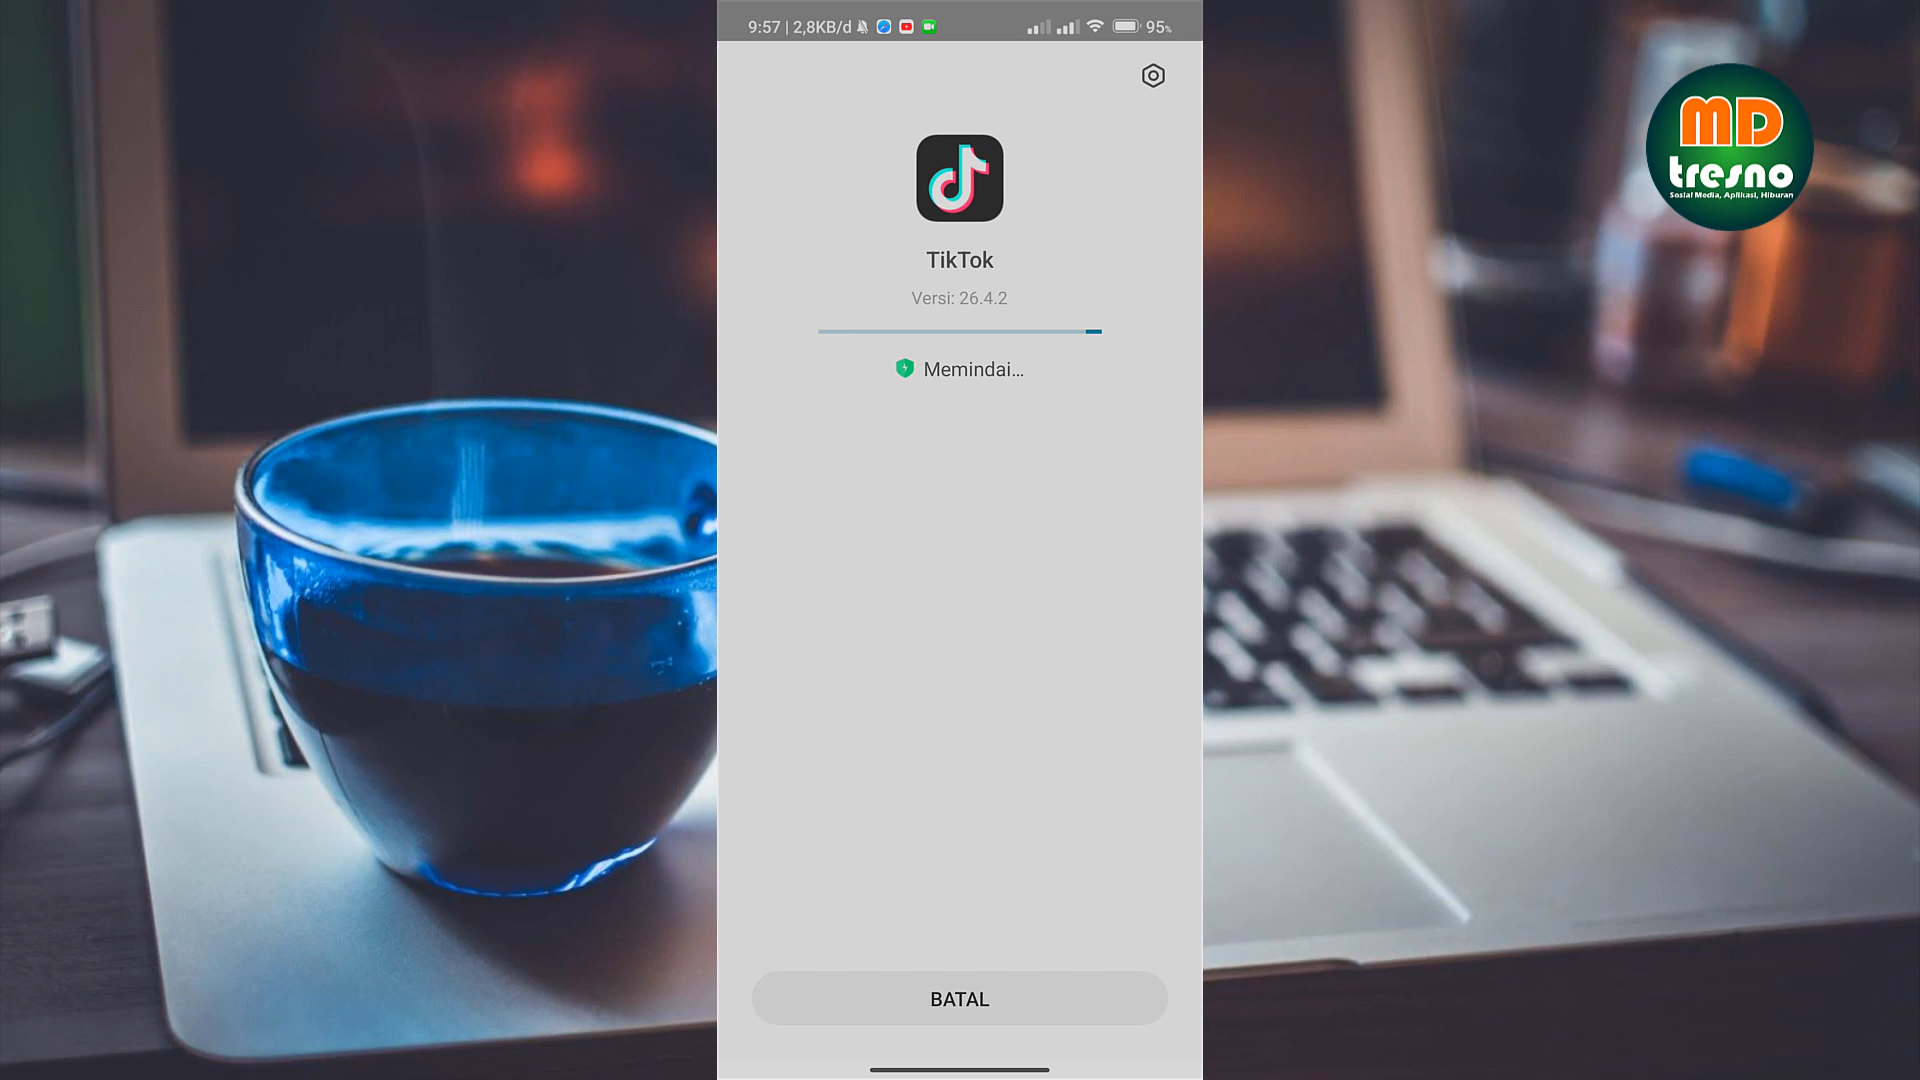 9:57 | 2,8KB/d
95%
MD
tresno
Sosial Media, Aplikasi, Hiburan
TikTok
Versi: 26.4.2
Memindai...
BATAL